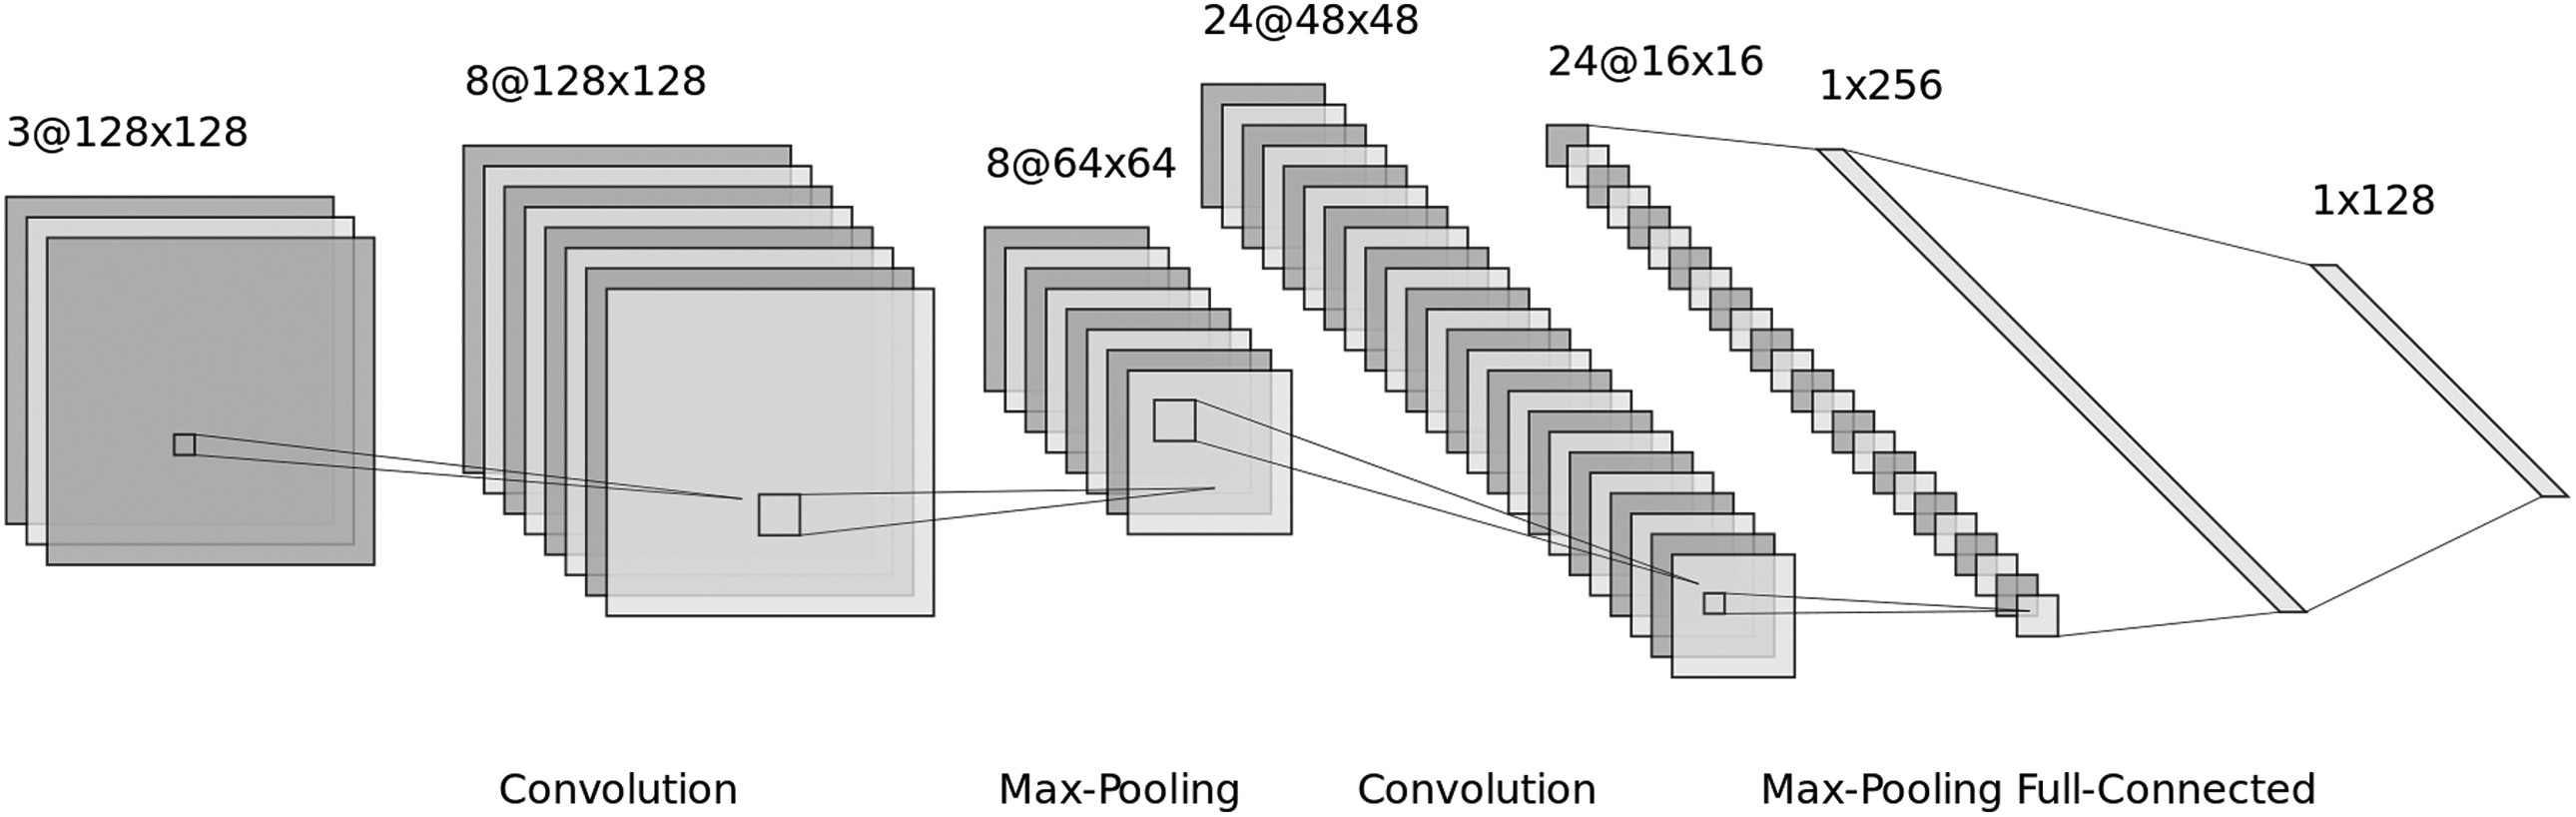 3@128x128
8@128x128
8@64x64
24@48x48
24@16x16
1x256
1x128
Convolution
Max-Pooling
Convolution
Max-Pooling
Full-Connected